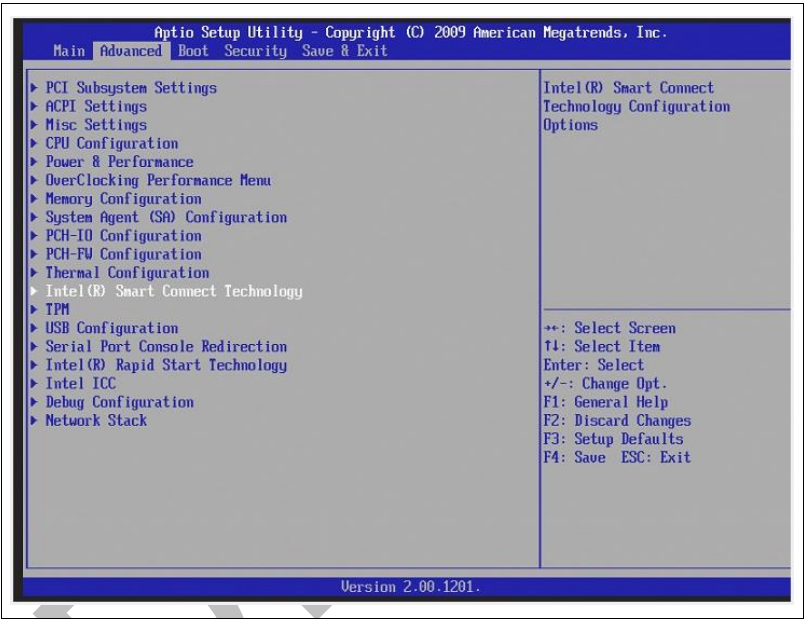 Aptio Setup Utility - Copyright (C) 2009 American Megatrends, Inc.
Main Advanced Boot Security Save & Exit
▶ PCI Subsystem Settings
▶ ACPI Settings
▶ Misc Settings
▶ CPU Configuration
▶ Power & Performance
▶ OverClocking Performance Menu
▶ Memory Configuration
▶ System Agent (SA) Configuration
▶ PCH-IO Configuration
▶ PCH-FW Configuration
▶ Thermal Configuration
▶ Intel(R) Smart Connect Technology
▶ TPM
▶ USB Configuration
▶ Serial Port Console Redirection
▶ Intel(R) Rapid Start Technology
▶ Intel ICC
▶ Debug Configuration
▶ Network Stack
Intel(R) Smart Connect
Technology Configuration
Options
→←: Select Screen
↑↓: Select Item
Enter: Select
+/-: Change Opt.
F1: General Help
F2: Discard Changes
F3: Setup Defaults
F4: Save ESC: Exit
Version 2.00.1201.